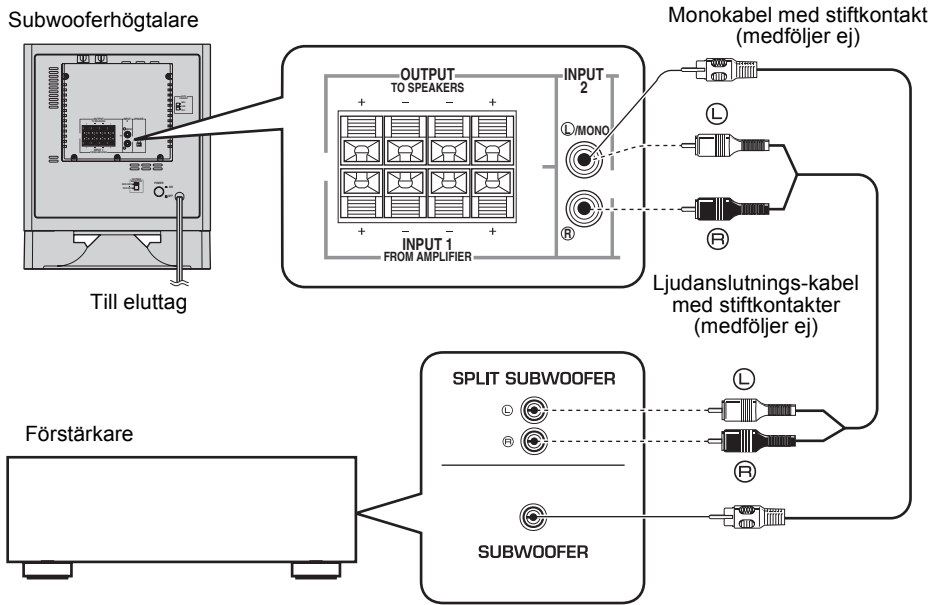 Subwooferhögtalare
Monokabel med stiftkontakt
(medföljer ej)
OUTPUT
TO SPEAKERS
INPUT
2
+ – – +
Ⓛ/MONO
Ⓛ
Ⓡ
Ⓡ
+ – – +
INPUT 1
FROM AMPLIFIER
Till eluttag
Ljudanslutnings-kabel
med stiftkontakter
(medföljer ej)
SPLIT SUBWOOFER
Ⓛ
Ⓡ
Ⓛ
Ⓡ
Förstärkare
SUBWOOFER